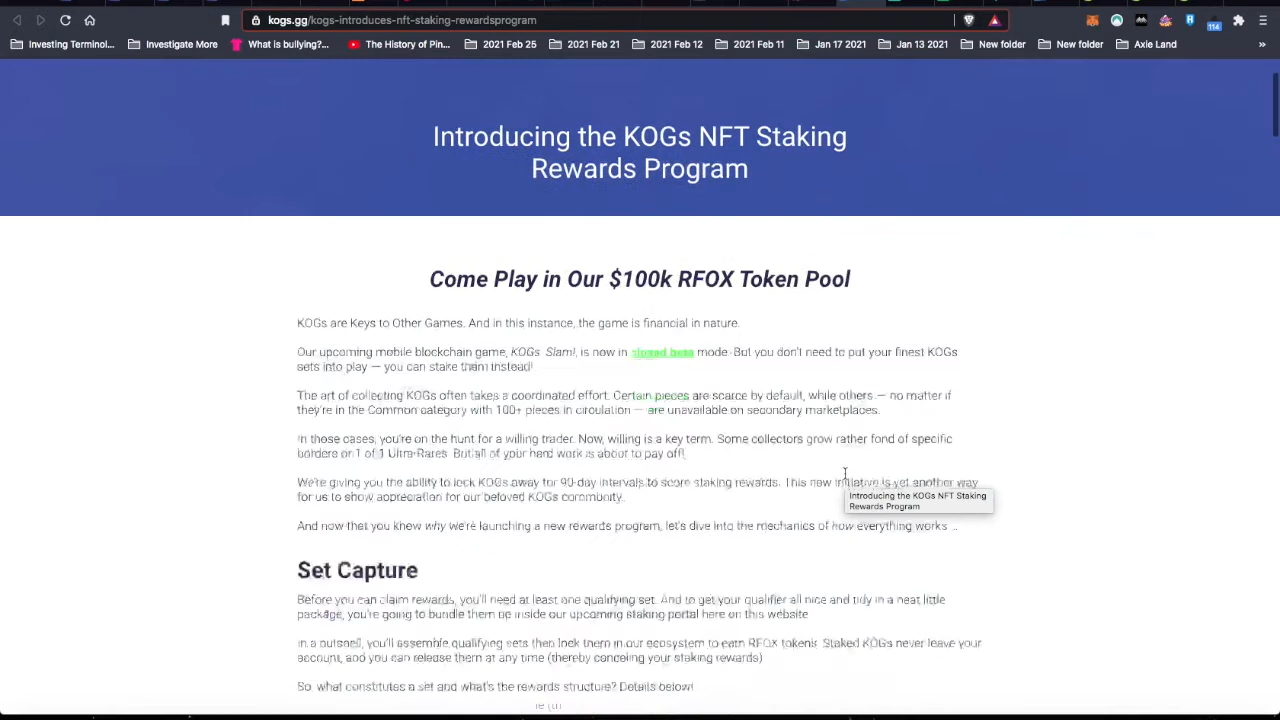 kogs.gg/kogs-introduces-nft-staking-rewardsprogram
114
Investing Terminol...
Investigate More
What is bullying?...
The History of Pin...
2021 Feb 25
2021 Feb 21
2021 Feb 12
2021 Feb 11
Jan 17 2021
Jan 13 2021
New folder
New folder
Axie Land
»
Introducing the KOGs NFT Staking
Rewards Program
Come Play in Our $100k RFOX Token Pool
KOGs are Keys to Other Games. And in this instance, the game is financial in nature.
Our upcoming mobile blockchain game, KOGs Slam!, is now in closed beta mode. But you don't need to put your finest KOGs
sets into play — you can stake them instead!
The art of collecting KOGs often takes a coordinated effort. Certain pieces are scarce by default, while others — no matter if
they're in the Common category with 100+ pieces in circulation — are unavailable on secondary marketplaces.
In those cases, you're on the hunt for a willing trader. Now, willing is a key term. Some collectors grow rather fond of specific
borders or 1 of 1 Ultra Rares. But all of your hard work is about to pay off!
We're giving you the ability to lock KOGs away for 90-day intervals to score staking rewards. This new initiative is yet another way
for us to show appreciation for our beloved KOGs community.
Introducing the KOGs NFT Staking
Rewards Program
And now that you know why we're launching a new rewards program, let's dive into the mechanics of how everything works ...
Set Capture
Before you can claim rewards, you'll need at least one qualifying set. And to get your qualifier all nice and tidy in a neat little
package, you're going to bundle them up inside our upcoming staking portal here on this website
In a nutshell, you'll assemble qualifying sets then lock them in our ecosystem to earn RFOX tokens. Staked KOGs never leave your
account, and you can release them at any time (thereby canceling your staking rewards)
So, what constitutes a set and what's the rewards structure? Details below!